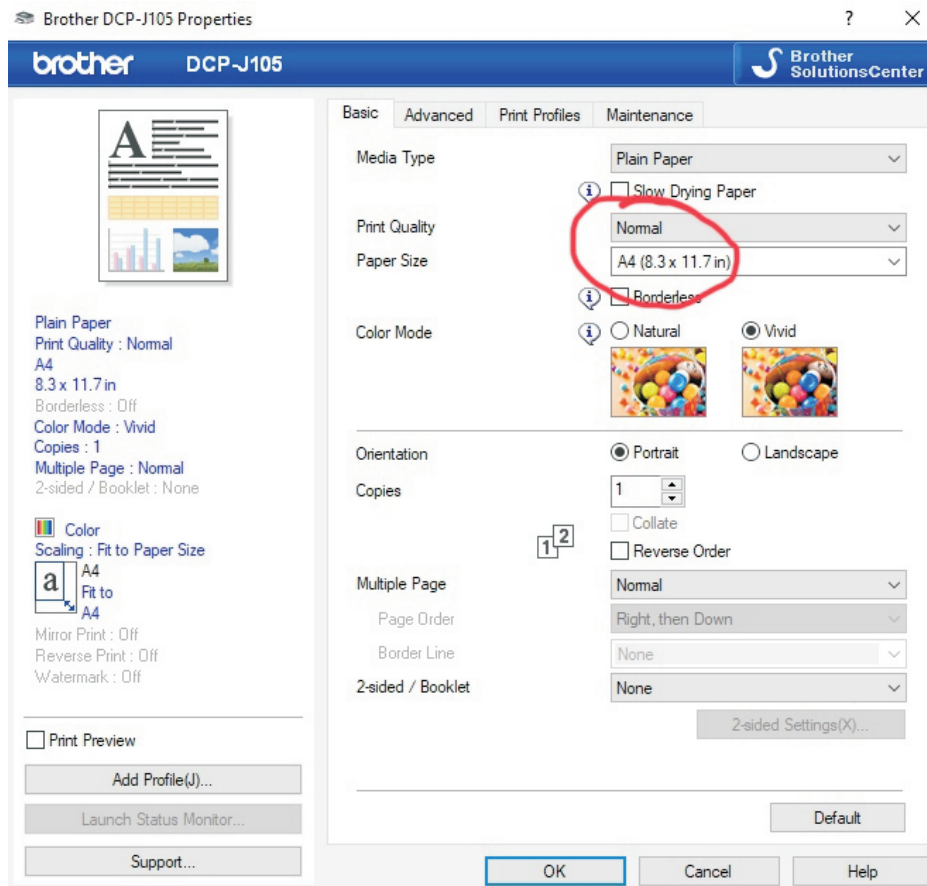 Brother DCP-J105 Properties
?
brother DCP-J105
Brother
SolutionsCenter
A
Plain Paper
Print Quality : Normal
A4
8.3 x 11.7 in
Borderless : Off
Color Mode : Vivid
Copies : 1
Multiple Page : Normal
2-sided / Booklet : None
Color
Scaling : Fit to Paper Size
a
A4
Fit to
A4
Mirror Print : Off
Reverse Print : Off
Watermark : Off
Print Preview
Add Profile(J)...
Launch Status Monitor...
Support...
Basic Advanced Print Profiles Maintenance
Media Type Plain Paper
Slow Drying Paper
Print Quality Normal
Paper Size A4 (8.3 x 11.7 in)
Borderless
Color Mode Natural Vivid
Orientation Portrait Landscape
Copies 1
Collate
1 2
Reverse Order
Multiple Page Normal
Page Order Right, then Down
Border Line None
2-sided / Booklet None
2-sided Settings(X)...
Default
OK Cancel Help